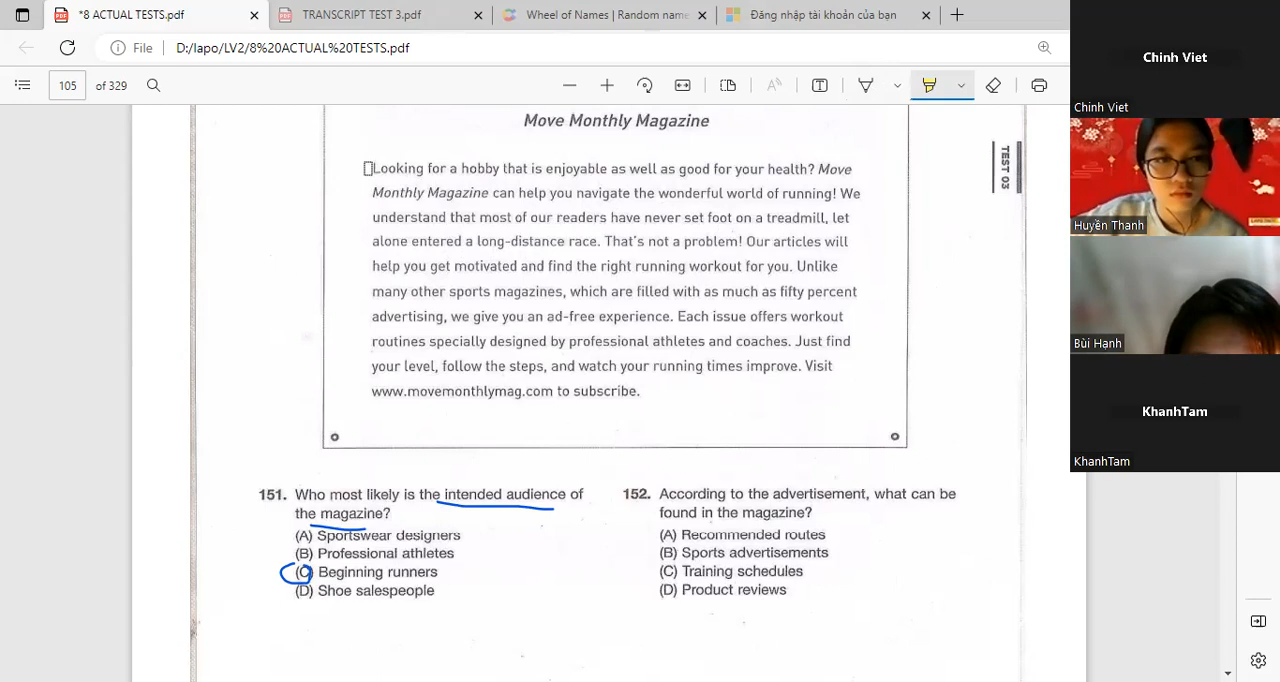 *8 ACTUAL TESTS.pdf
TRANSCRIPT TEST 3.pdf
Wheel of Names | Random name
Đăng nhập tài khoản của bạn
File D:/lapo/LV2/8%20ACTUAL%20TESTS.pdf
105 of 329
Move Monthly Magazine
Looking for a hobby that is enjoyable as well as good for your health? Move
Monthly Magazine can help you navigate the wonderful world of running! We
understand that most of our readers have never set foot on a treadmill, let
alone entered a long-distance race. That's not a problem! Our articles will
help you get motivated and find the right running workout for you. Unlike
many other sports magazines, which are filled with as much as fifty percent
advertising, we give you an ad-free experience. Each issue offers workout
routines specially designed by professional athletes and coaches. Just find
your level, follow the steps, and watch your running times improve. Visit
www.movemonthlymag.com to subscribe.
TEST 03
151. Who most likely is the intended audience of
the magazine?
(A) Sportswear designers
(B) Professional athletes
(C) Beginning runners
(D) Shoe salespeople
152. According to the advertisement, what can be
found in the magazine?
(A) Recommended routes
(B) Sports advertisements
(C) Training schedules
(D) Product reviews
Chinh Viet
Chinh Viet
Huyền Thanh
Bùi Hạnh
KhanhTam
KhanhTam